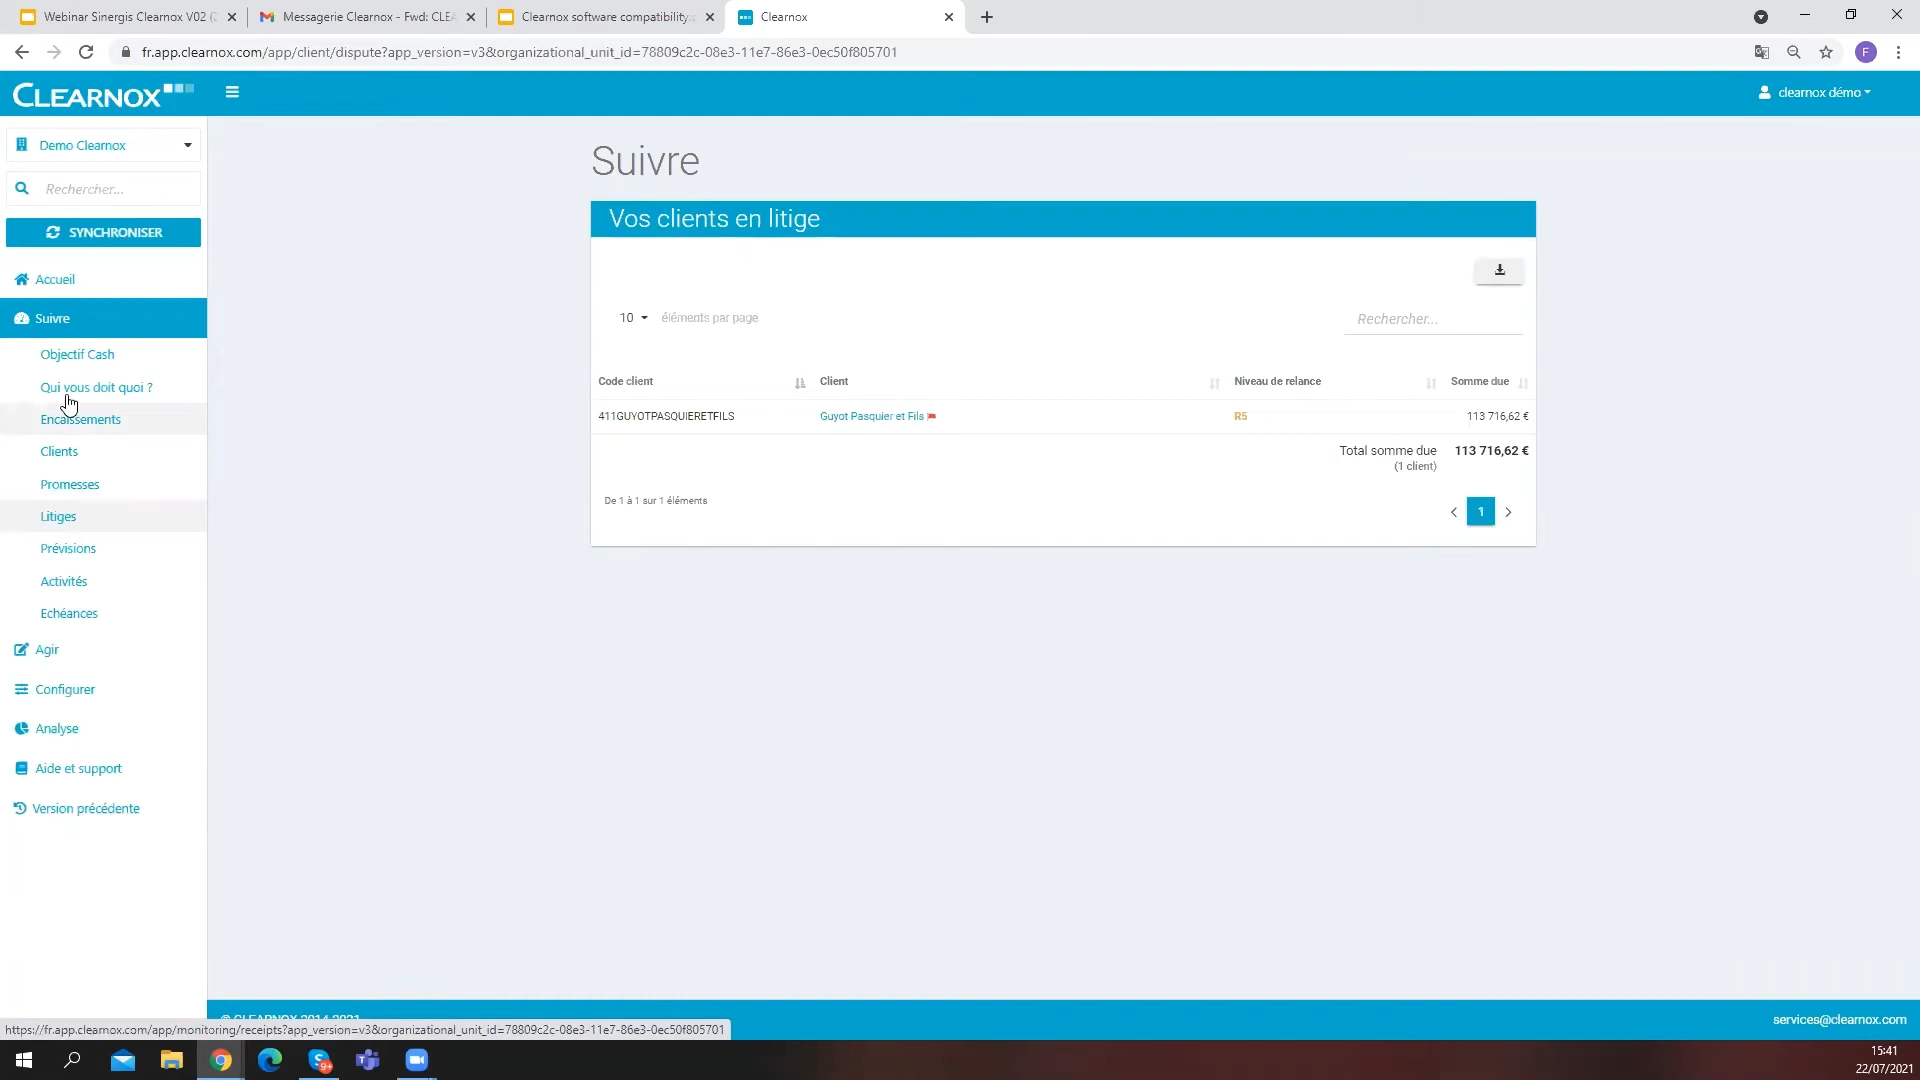 Webinar Sinergis Clearnox V02 (
Messagerie Clearnox - Fwd: CLEA
Clearnox software compatibility.
Clearnox
fr.app.clearnox.com/app/client/dispute?app_version=v3&organizational_unit_id=78809c2c-08e3-11e7-86e3-0ec50f805701
F
CLEARNOX
clearnox démo
Demo Clearnox
Rechercher...
SYNCHRONISER
Accueil
Suivre
Objectif Cash
Qui vous doit quoi ?
Encaissements
Clients
Promesses
Litiges
Prévisions
Activités
Echéances
Agir
Configurer
Analyse
Aide et support
Version précédente
Suivre
Vos clients en litige
10 éléments par page
Rechercher...
Code client Client Niveau de relance Somme due
411GUYOTPASQUIERETFILS Guyot Pasquier et Fils R5 113 716,62 €
Total somme due 113 716,62 €
(1 client)
De 1 à 1 sur 1 éléments
1
© CLEARNOX 2014-2021
services@clearnox.com
https://fr.app.clearnox.com/app/monitoring/receipts?app_version=v3&organizational_unit_id=78809c2c-08e3-11e7-86e3-0ec50f805701
9+
15:41
22/07/2021